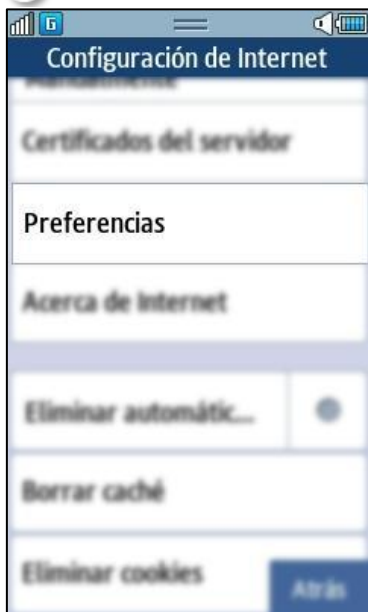 G
Configuración de Internet
Certificados del servidor
Preferencias
Acerca de Internet
Eliminar automátic...
Borrar caché
Eliminar cookies
Atrás